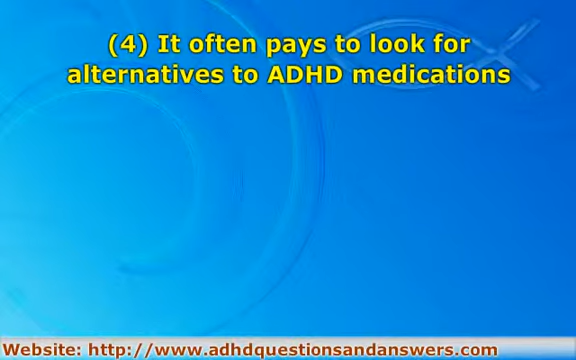 (4) It often pays to look for
alternatives to ADHD medications
Website: http://www.adhdquestionsandanswers.com